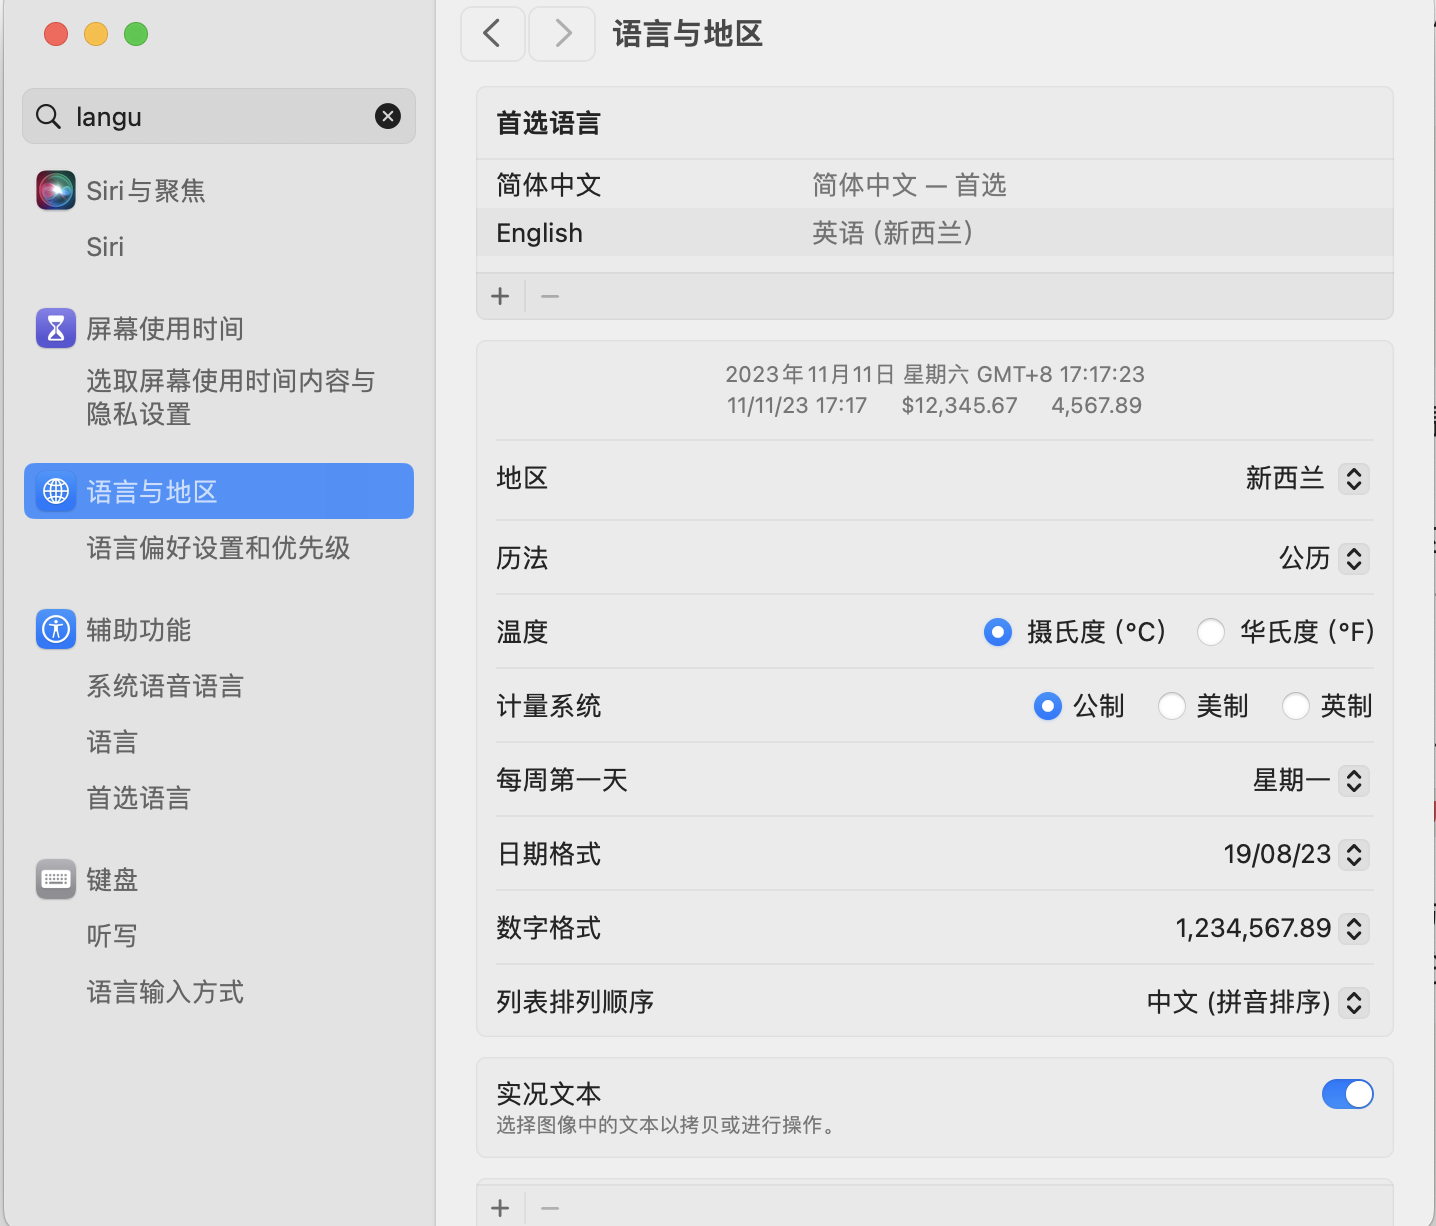 语言与地区
langu
Siri与聚焦
Siri
屏幕使用时间
选取屏幕使用时间内容与
隐私设置
语言与地区
语言偏好设置和优先级
辅助功能
系统语音语言
语言
首选语言
键盘
听写
语言输入方式
首选语言
简体中文 简体中文 — 首选
English 英语 (新西兰)
2023年11月11日 星期六 GMT+8 17:17:23
11/11/23 17:17 $12,345.67 4,567.89
地区 新西兰
历法 公历
温度 摄氏度 (°C) 华氏度 (°F)
计量系统 公制 美制 英制
每周第一天 星期一
日期格式 19/08/23
数字格式 1,234,567.89
列表排列顺序 中文 (拼音排序)
实况文本
选择图像中的文本以拷贝或进行操作。